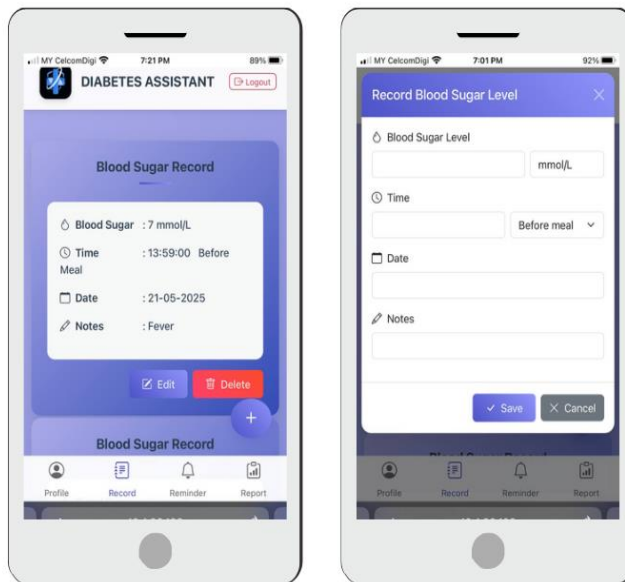 MY CelcomDigi 7:21 PM 89%
DIABETES ASSISTANT Logout
Blood Sugar Record
Blood Sugar : 7 mmol/L
Time : 13:59:00 Before
Meal
Date : 21-05-2025
Notes : Fever
Edit Delete
+
Blood Sugar Record
Profile Record Reminder Report
MY CelcomDigi 7:01 PM 92%
Record Blood Sugar Level
Blood Sugar Level
mmol/L
Time
Before meal
Date
Notes
Save Cancel
Profile Record Reminder Report